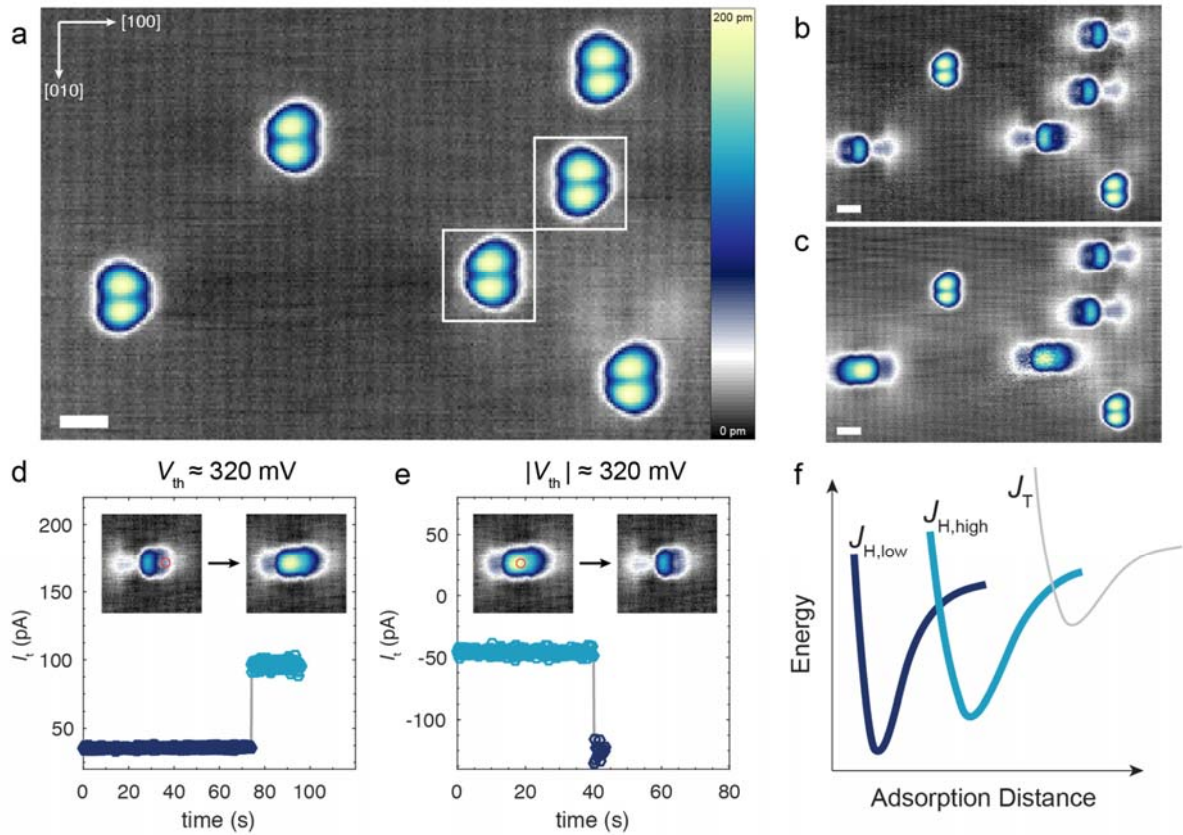 a
[100]
[010]
200 pm
0 pm
b
c
d
V_th ≈ 320 mV
I_t (pA)
200
150
100
50
0 20 40 60 80 100
time (s)
e
|V_th| ≈ 320 mV
I_t (pA)
50
0
-50
-100
0 20 40 60 80
time (s)
f
J_H,low
J_H,high
J_T
Energy
Adsorption Distance